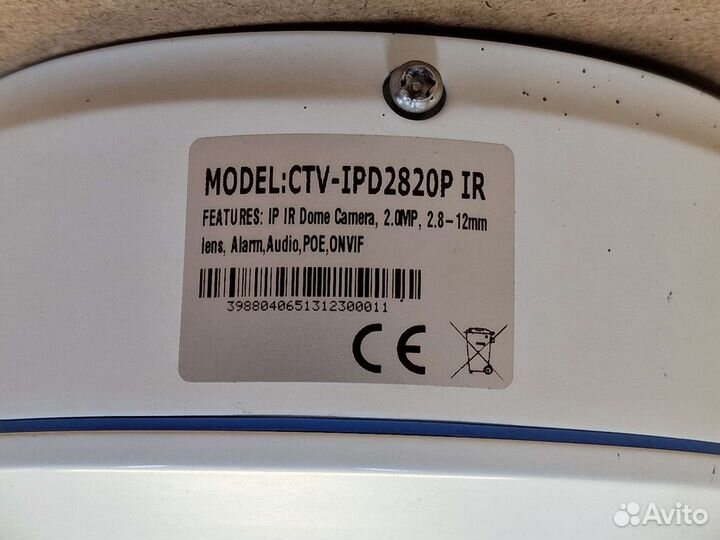 MODEL:CTV-IPD2820P IR
FEATURES: IP IR Dome Camera, 2.0MP, 2.8-12mm
lens, Alarm,Audio,POE,ONVIF
3988040651312300011
CE
Avito